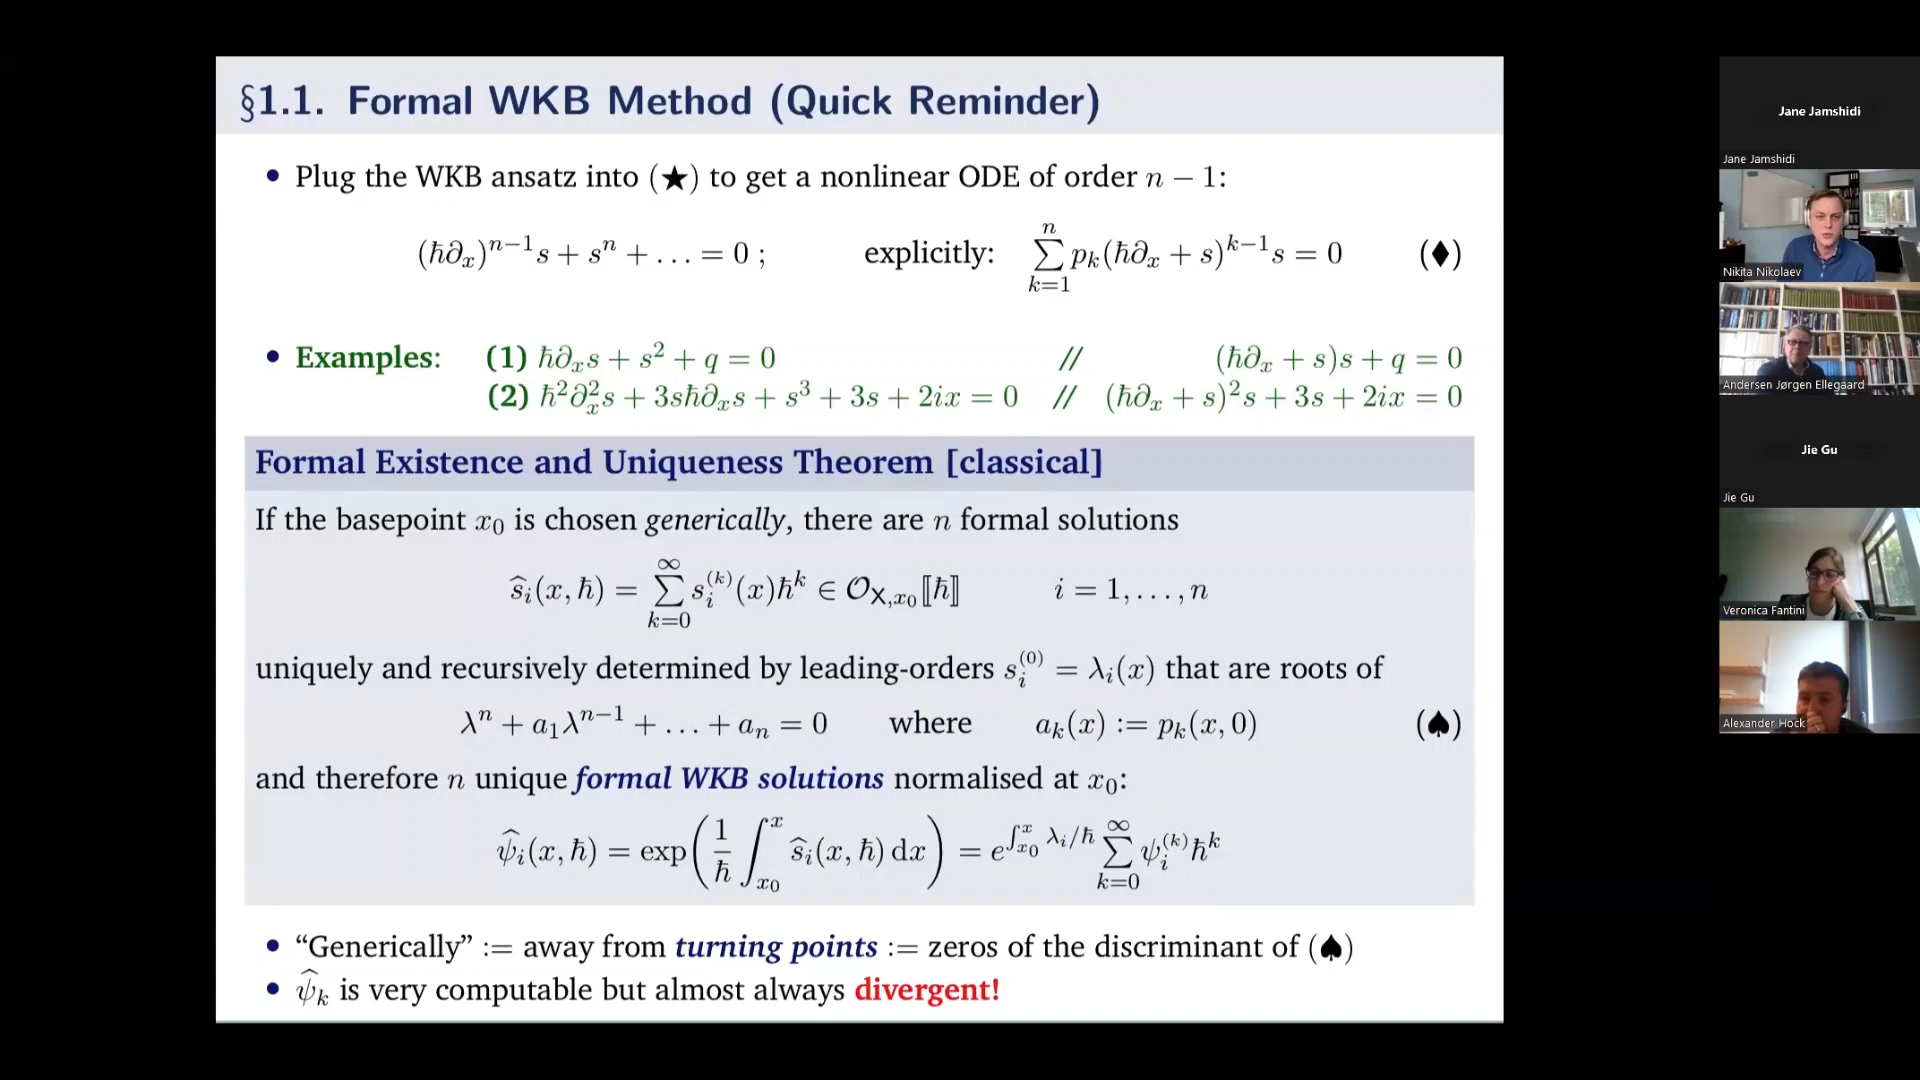 §1.1. Formal WKB Method (Quick Reminder)
• Plug the WKB ansatz into (★) to get a nonlinear ODE of order n − 1:
(ℏ∂ₓ)ⁿ⁻¹s + sⁿ + … = 0 ; explicitly: ∑_{k=1}^{n} pₖ(ℏ∂ₓ + s)ᵏ⁻¹s = 0 (♦)
• Examples: (1) ℏ∂ₓs + s² + q = 0 // (ℏ∂ₓ + s)s + q = 0
(2) ℏ²∂ₓ²s + 3sℏ∂ₓs + s³ + 3s + 2ix = 0 // (ℏ∂ₓ + s)²s + 3s + 2ix = 0
Formal Existence and Uniqueness Theorem [classical]
If the basepoint x₀ is chosen generically, there are n formal solutions
ŝᵢ(x, ℏ) = ∑_{k=0}^{∞} sᵢ^{(k)}(x)ℏᵏ ∈ 𝒪_{X,x₀}⟦ℏ⟧ i = 1, …, n
uniquely and recursively determined by leading-orders sᵢ^{(0)} = λᵢ(x) that are roots of
λⁿ + a₁λⁿ⁻¹ + … + aₙ = 0 where aₖ(x) := pₖ(x, 0) (♠)
and therefore n unique formal WKB solutions normalised at x₀:
ψ̂ᵢ(x, ℏ) = exp(1/ℏ ∫_{x₀}^{x} ŝᵢ(x, ℏ) dx) = e^{∫_{x₀}^{x} λᵢ/ℏ} ∑_{k=0}^{∞} ψᵢ^{(k)}ℏᵏ
• “Generically” := away from turning points := zeros of the discriminant of (♠)
• ψ̂ₖ is very computable but almost always divergent!
Jane Jamshidi
Jane Jamshidi
Nikita Nikolaev
Andersen Jørgen Ellegaard
Jie Gu
Jie Gu
Veronica Fantini
Alexander Hock